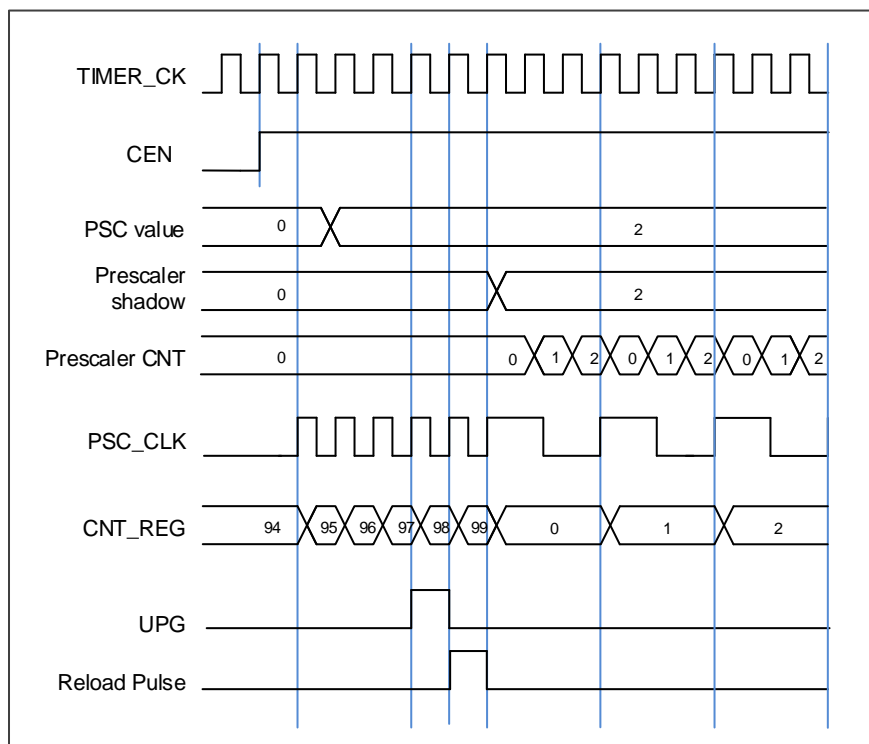 TIMER_CK
CEN
PSC value 0 2
Prescaler
shadow 0 2
Prescaler CNT 0 0 1 2 0 1 2 0 1 2
PSC_CLK
CNT_REG 94 95 96 97 98 99 0 1 2
UPG
Reload Pulse